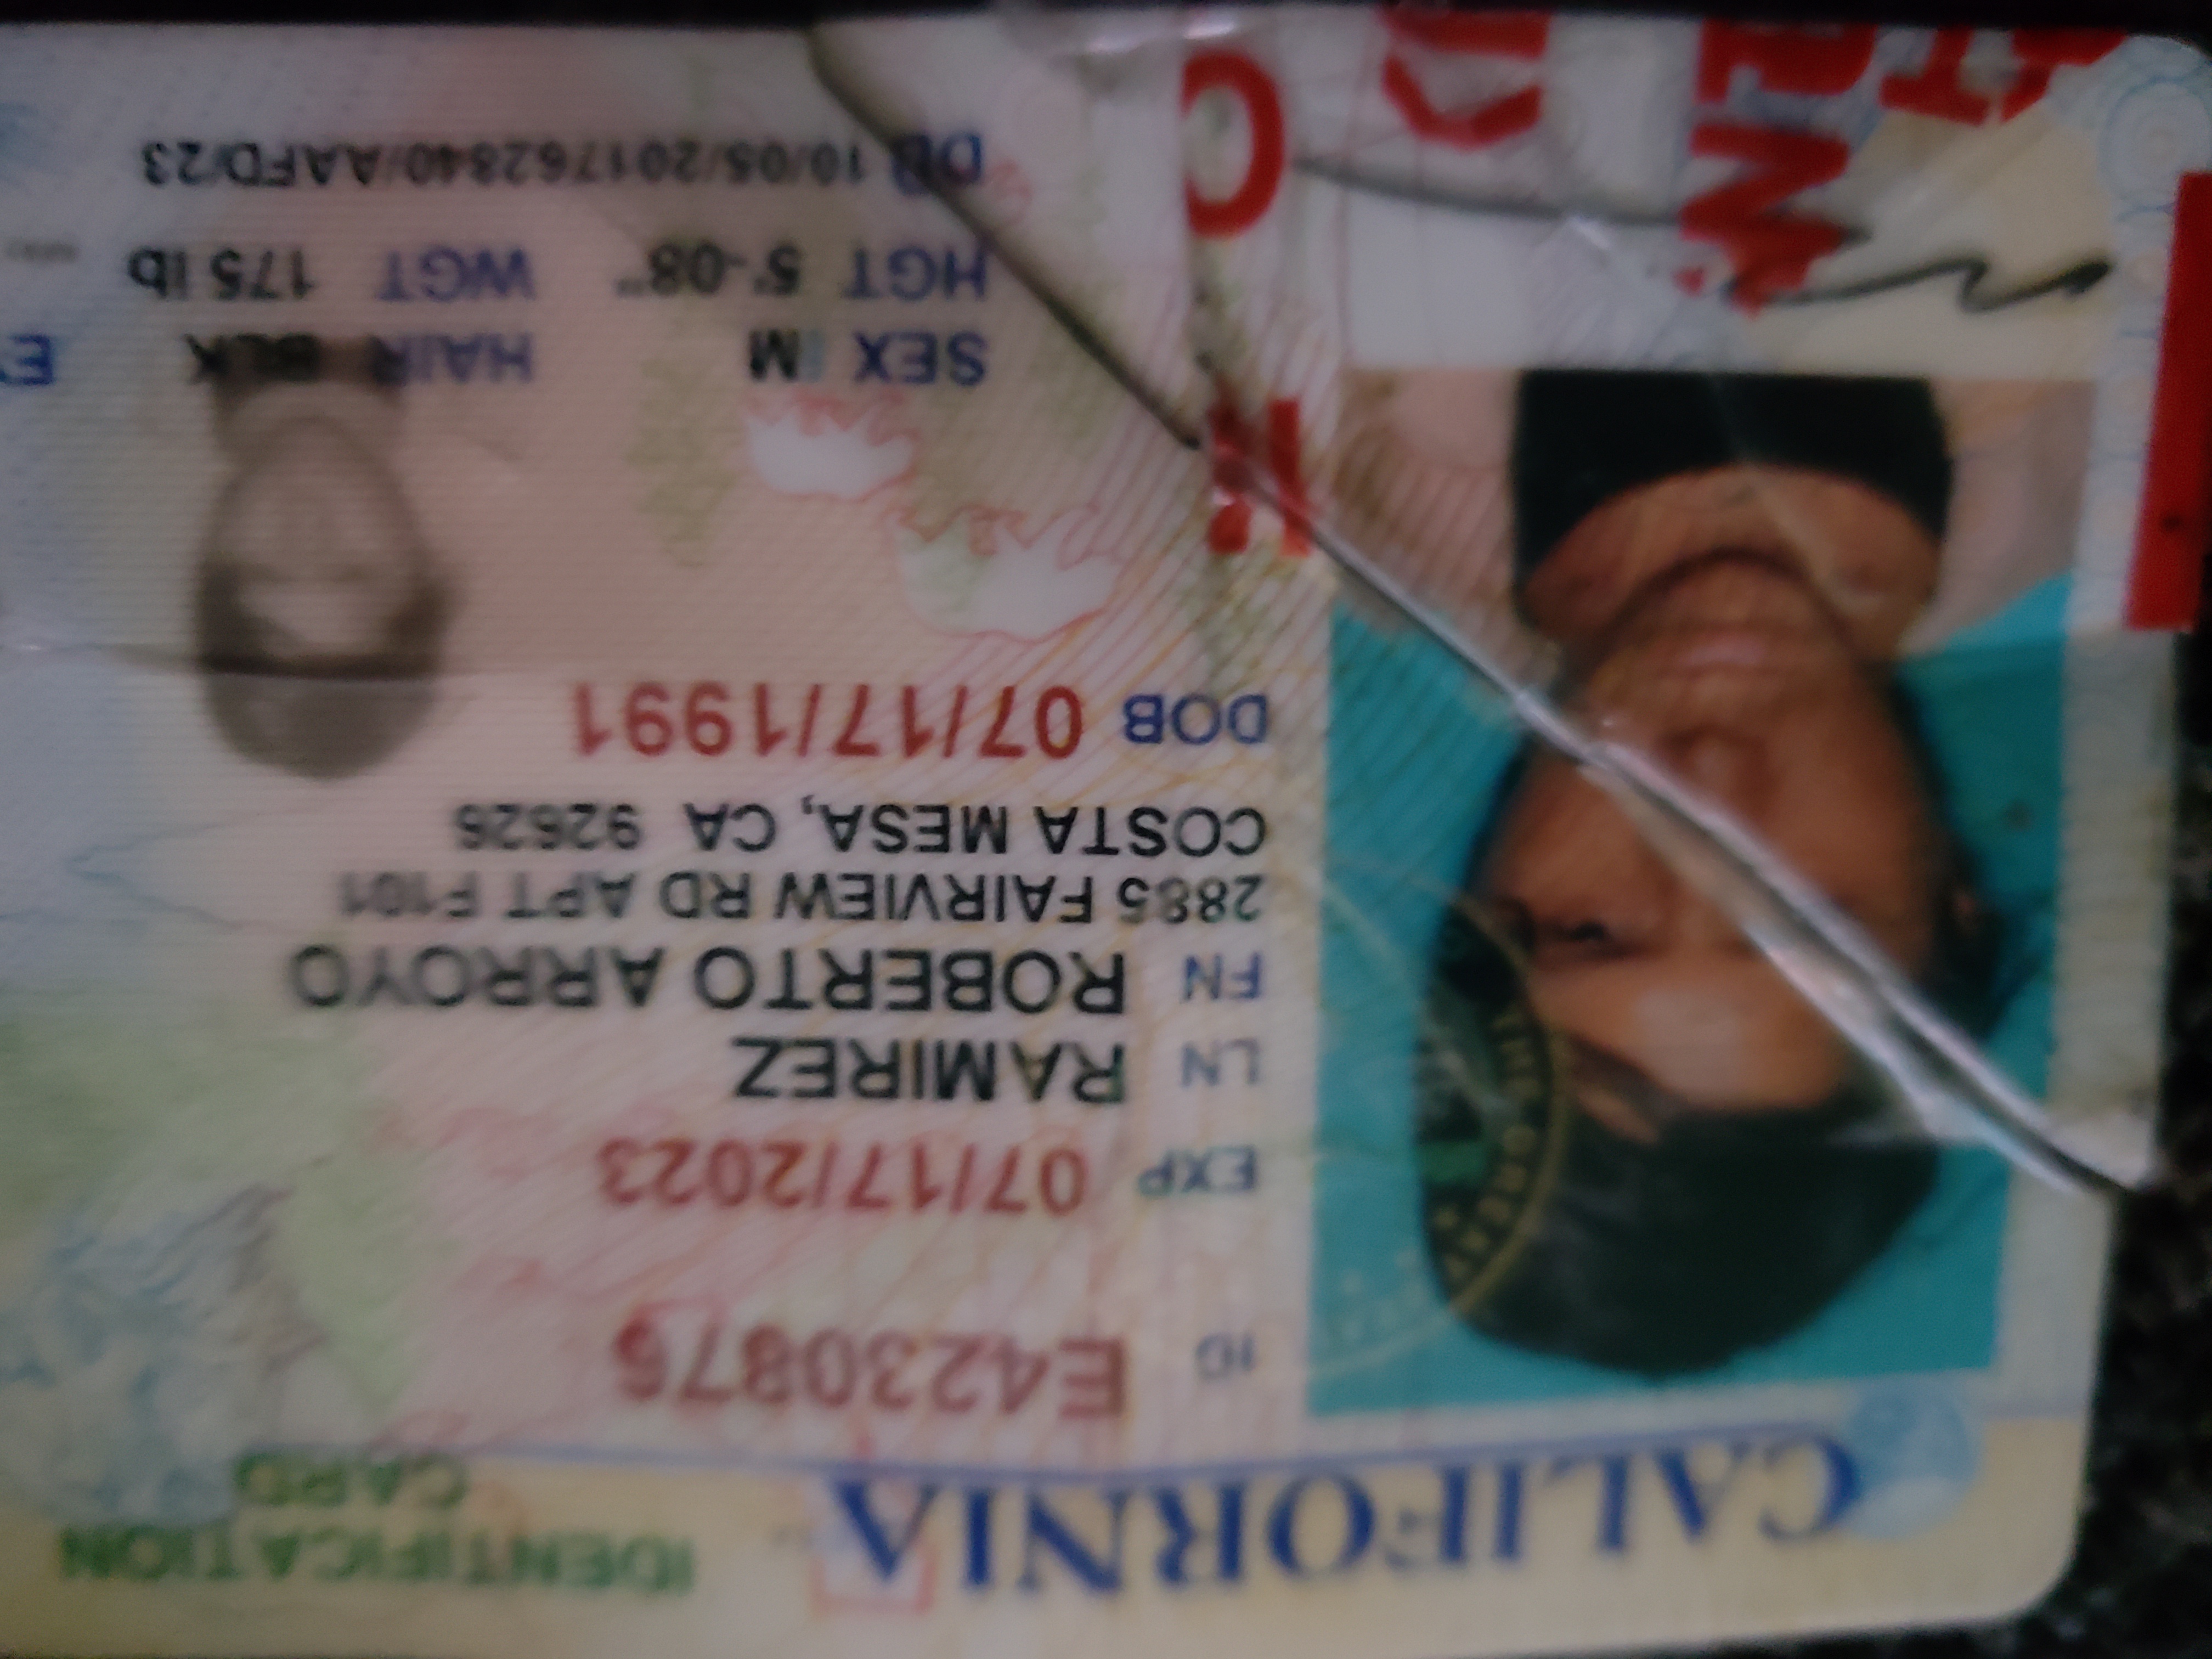 CALIFORNIA
IDENTIFICATION
CARD
ID E4230876
EXP 07/17/2023
LN RAMIREZ
FN ROBERTO ARROYO
2885 FAIRVIEW RD APT F101
COSTA MESA, CA 92626
DOB 07/17/1991
SEX M HAIR BLK
HGT 5'-08" WGT 175 lb
DD 10/05/201762840/AAFD/23